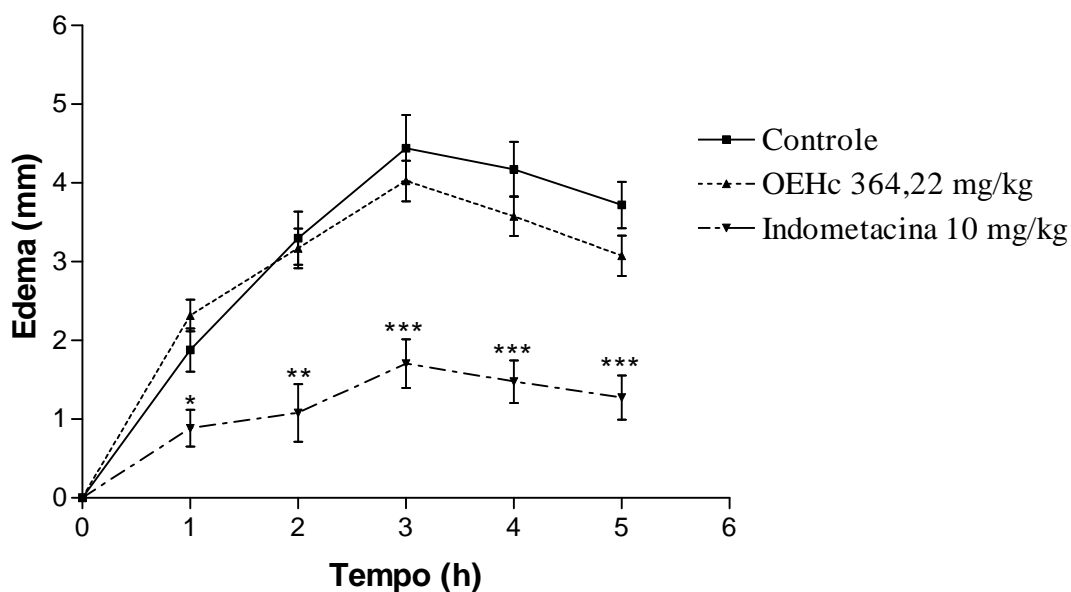 6
5
4
3
2
1
0
Edema (mm)
***
***
***
**
*
0 1 2 3 4 5 6
Tempo (h)
Controle
OEHc 364,22 mg/kg
Indometacina 10 mg/kg